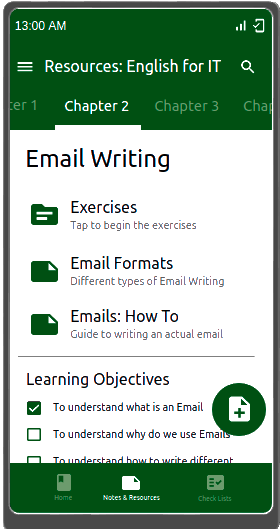 13:00 AM
Resources: English for IT
ter 1 Chapter 2 Chapter 3 Chap
Email Writing
Exercises
Tap to begin the exercises
Email Formats
Different types of Email Writing
Emails: How To
Guide to writing an actual email
Learning Objectives
To understand what is an Email
To understand why do we use Emails
To understand how to write different
Home Notes & Resources Check Lists